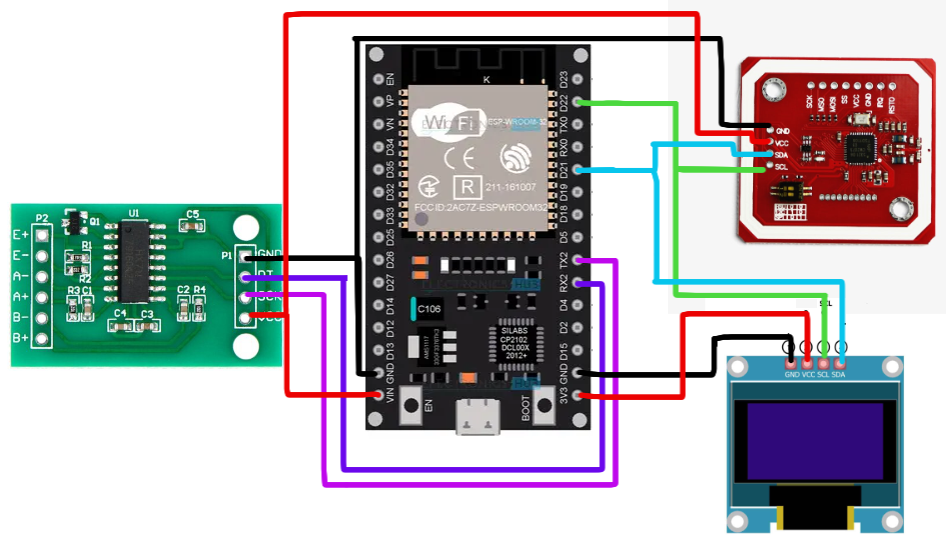 P2
E+
E-
A-
A+
B-
B+
Q1
R1
R2
R3
C1
U1
C4
C3
C5
C2
R4
P1
GND
DT
SCK
VCC
EN
VP
VN
D34
D35
D32
D33
D25
D26
D27
D14
D12
D13
GND
VIN
K
WiFi
ESP-WROOM-32
CE
R
211-161007
FCC ID:2AC7Z-ESPWROOM32
C106
AMS1117
SILABS
CP2102
DCL00X
2012+
EN
BOOT
D23
D22
TX0
RX0
D21
D19
D18
D5
TX2
RX2
D4
D2
D15
GND
3V3
SCK
MSO
MOSI
SS
VCC
GND
IRQ
RSTO
GND
VCC
SDA
SCL
SCL
GND VCC SCL SDA